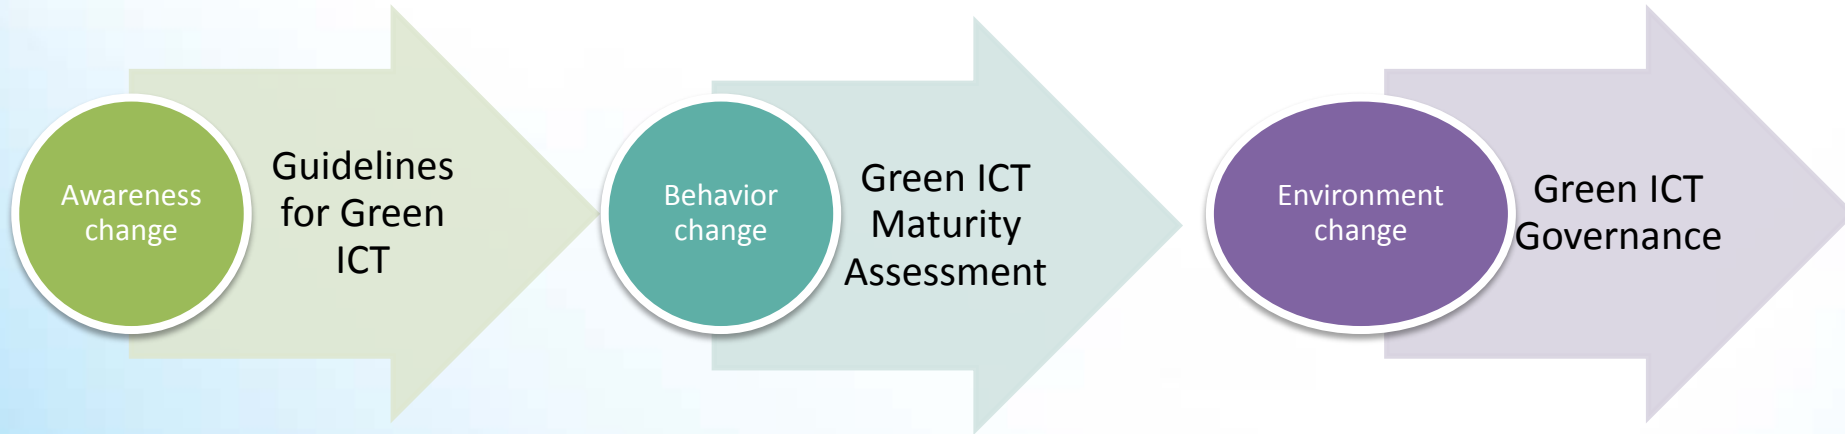 Awareness
change
Guidelines
for Green
ICT
Behavior
change
Green ICT
Maturity
Assessment
Environment
change
Green ICT
Governance